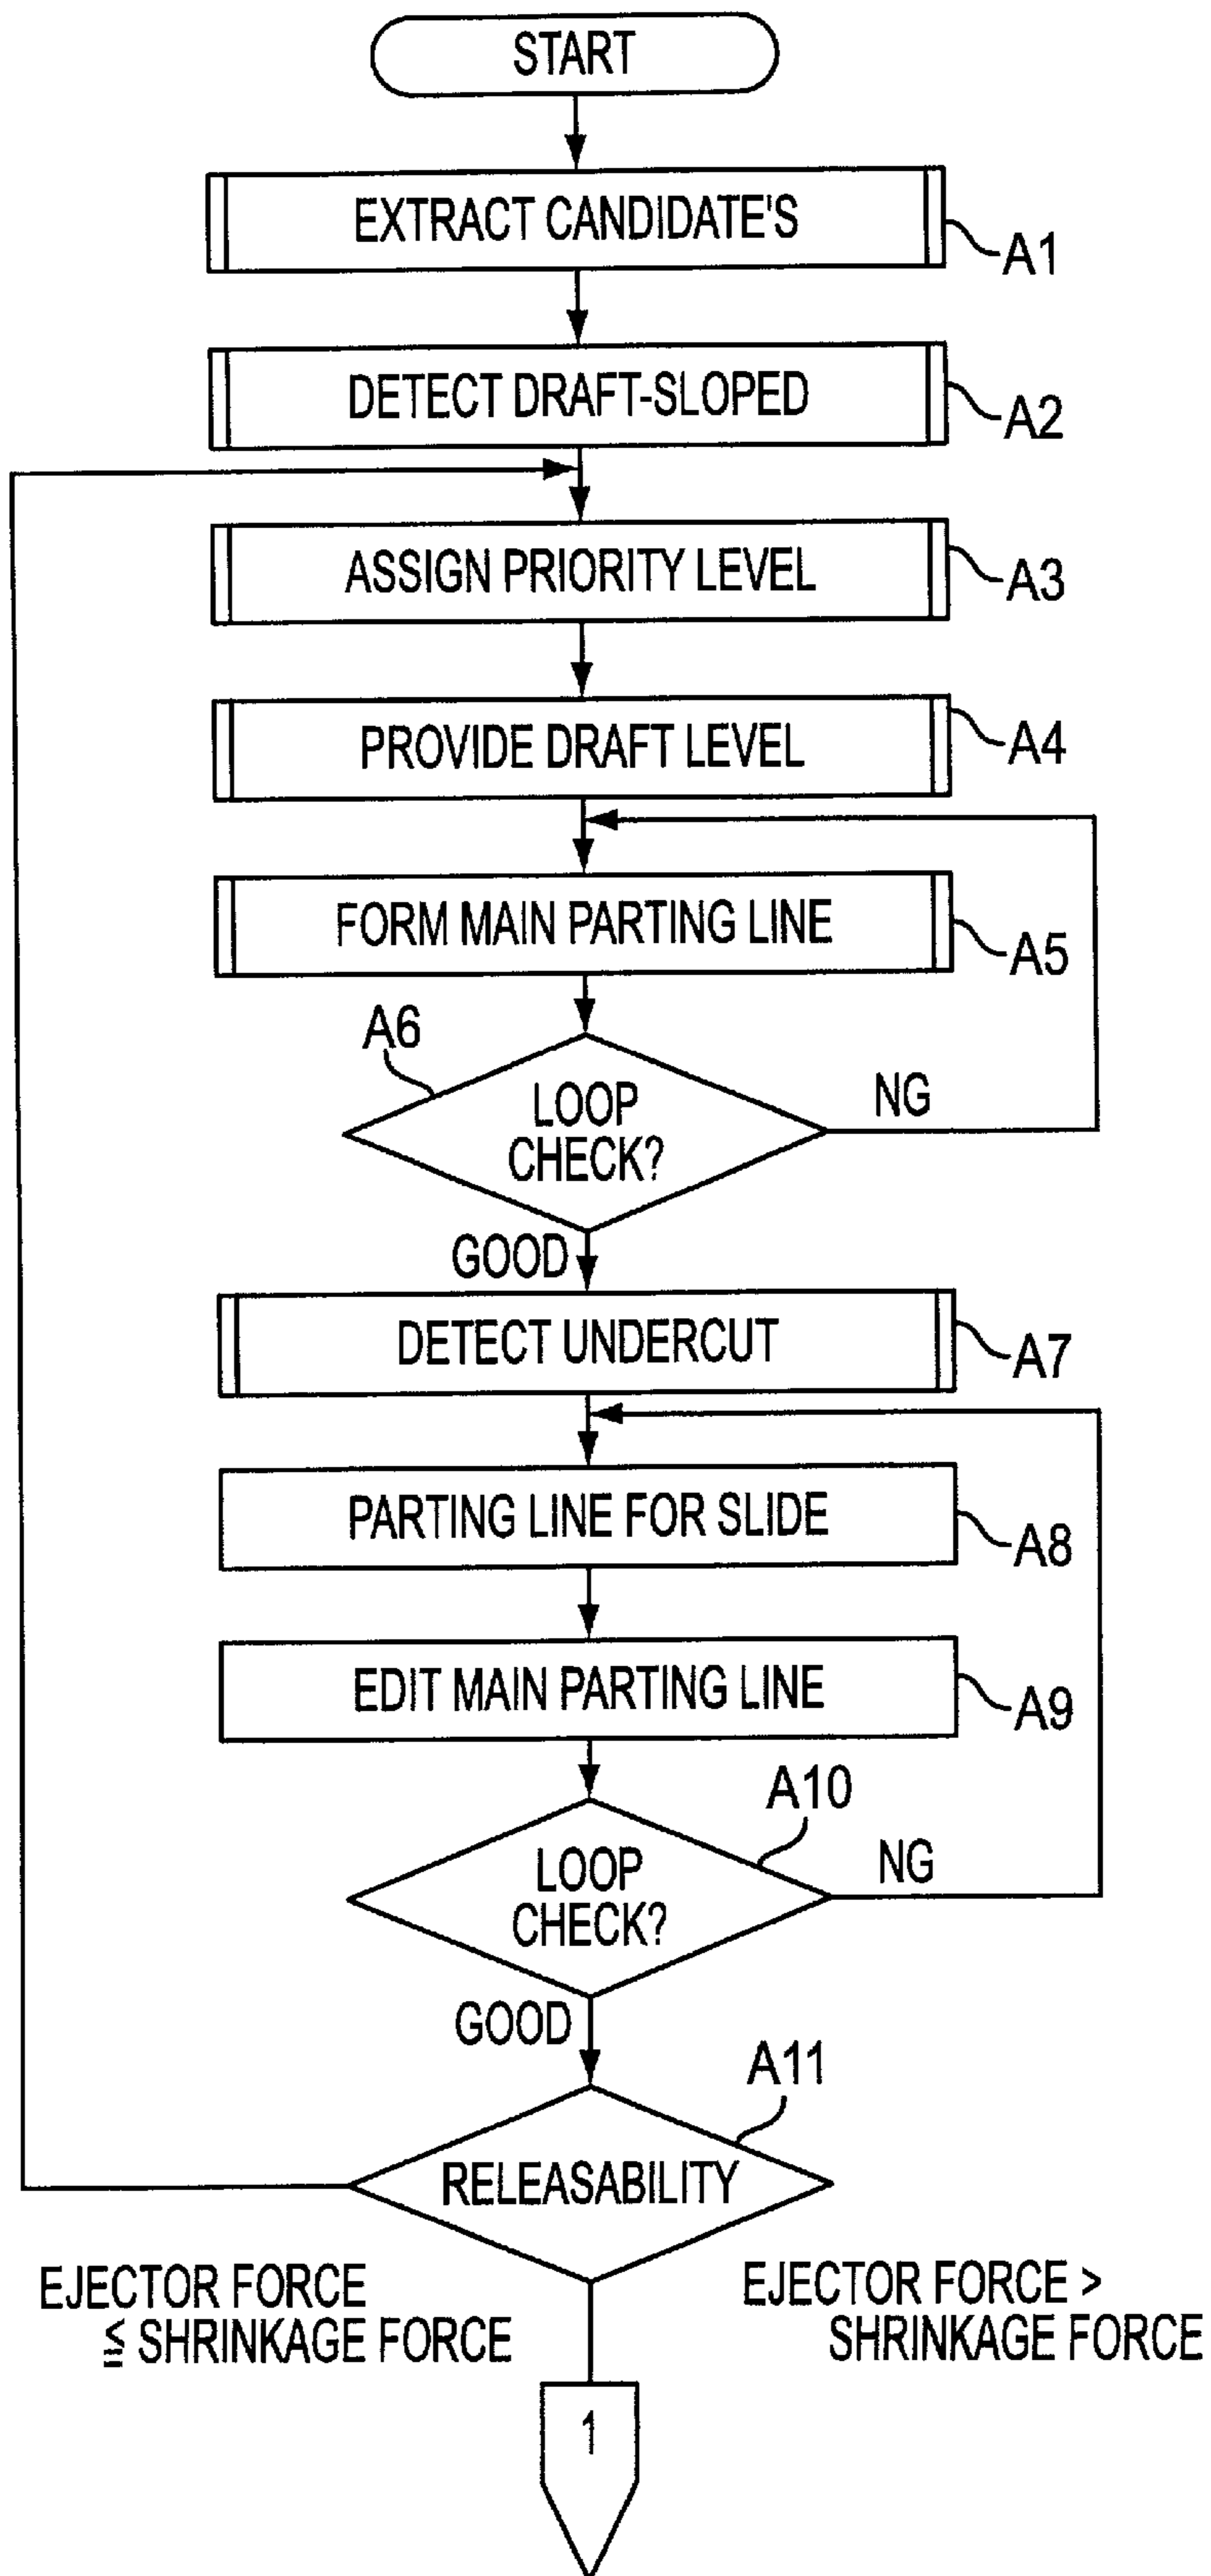 START
EXTRACT CANDIDATE'S
A1
DETECT DRAFT-SLOPED
A2
ASSIGN PRIORITY LEVEL
A3
PROVIDE DRAFT LEVEL
A4
FORM MAIN PARTING LINE
A5
A6
LOOP
CHECK?
NG
GOOD
DETECT UNDERCUT
A7
PARTING LINE FOR SLIDE
A8
EDIT MAIN PARTING LINE
A9
A10
LOOP
CHECK?
NG
GOOD
A11
RELEASABILITY
EJECTOR FORCE
≦ SHRINKAGE FORCE
EJECTOR FORCE >
SHRINKAGE FORCE
1